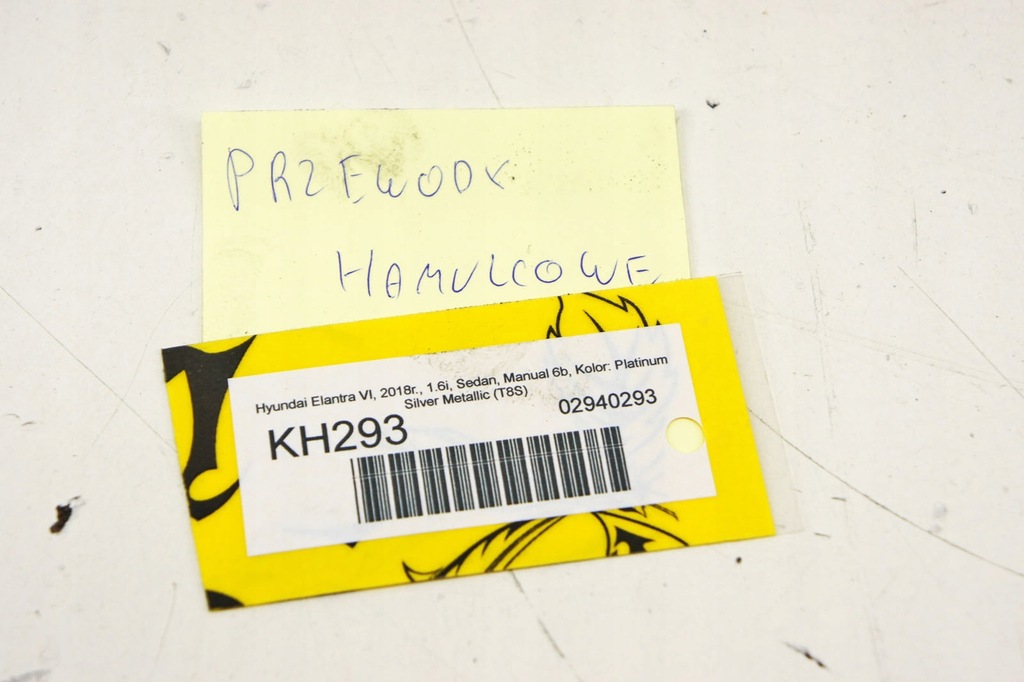 PRZEWODY
HAMULCOWE
Hyundai Elantra VI, 2018r., 1.6i, Sedan, Manual 6b, Kolor: Platinum
Silver Metallic (T8S)
KH293
02940293